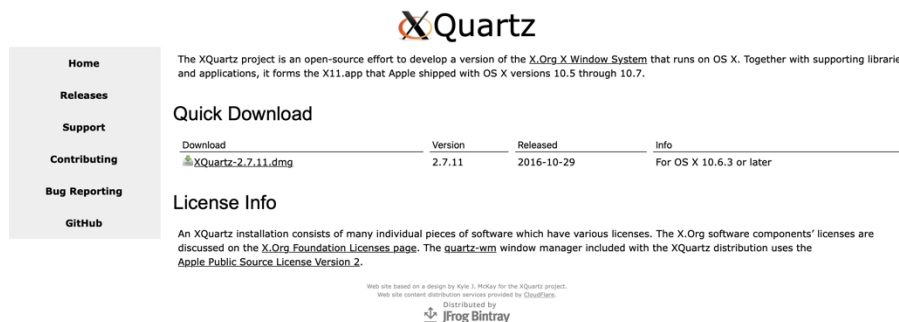 XQuartz
Home
Releases
Support
Contributing
Bug Reporting
GitHub
The XQuartz project is an open-source effort to develop a version of the X.Org X Window System that runs on OS X. Together with supporting librarie
and applications, it forms the X11.app that Apple shipped with OS X versions 10.5 through 10.7.
Quick Download
Download Version Released Info
XQuartz-2.7.11.dmg 2.7.11 2016-10-29 For OS X 10.6.3 or later
License Info
An XQuartz installation consists of many individual pieces of software which have various licenses. The X.Org software components' licenses are
discussed on the X.Org Foundation Licenses page. The quartz-wm window manager included with the XQuartz distribution uses the
Apple Public Source License Version 2.
Web site based on a design by Kyle J. McKay for the XQuartz project.
Web site content distribution services provided by CloudFlare.
Distributed by
JFrog Bintray